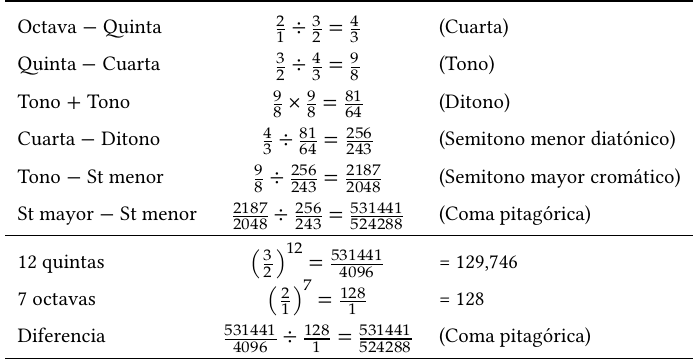 Octava − Quinta 2/1 ÷ 3/2 = 4/3 (Cuarta)
Quinta − Cuarta 3/2 ÷ 4/3 = 9/8 (Tono)
Tono + Tono 9/8 × 9/8 = 81/64 (Ditono)
Cuarta − Ditono 4/3 ÷ 81/64 = 256/243 (Semitono menor diatónico)
Tono − St menor 9/8 ÷ 256/243 = 2187/2048 (Semitono mayor cromático)
St mayor − St menor 2187/2048 ÷ 256/243 = 531441/524288 (Coma pitagórica)
12 quintas (3/2)^12 = 531441/4096 = 129,746
7 octavas (2/1)^7 = 128/1 = 128
Diferencia 531441/4096 ÷ 128/1 = 531441/524288 (Coma pitagórica)